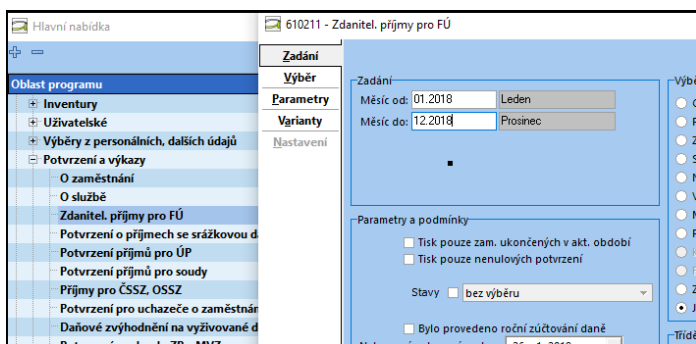 Hlavní nabídka
610211 - Zdanitel. příjmy pro FÚ
Oblast programu
Inventury
Uživatelské
Výběry z personálních, dalších údajů
Potvrzení a výkazy
O zaměstnání
O službě
Zdanitel. příjmy pro FÚ
Potvrzení o příjmech se srážkovou d
Potvrzení příjmů pro ÚP
Potvrzení příjmů pro soudy
Příjmy pro ČSSZ, OSSZ
Potvrzení pro uchazeče o zaměstnán
Daňové zvýhodnění na vyživované d
Zadání
Výběr
Parametry
Varianty
Nastavení
Zadání
Měsíc od: 01.2018 Leden
Měsíc do: 12.2018 Prosinec
Parametry a podmínky
Tisk pouze zam. ukončených v akt. období
Tisk pouze nenulových potvrzení
Stavy bez výběru
Bylo provedeno roční zúčtování daně
Výbě
Třídě